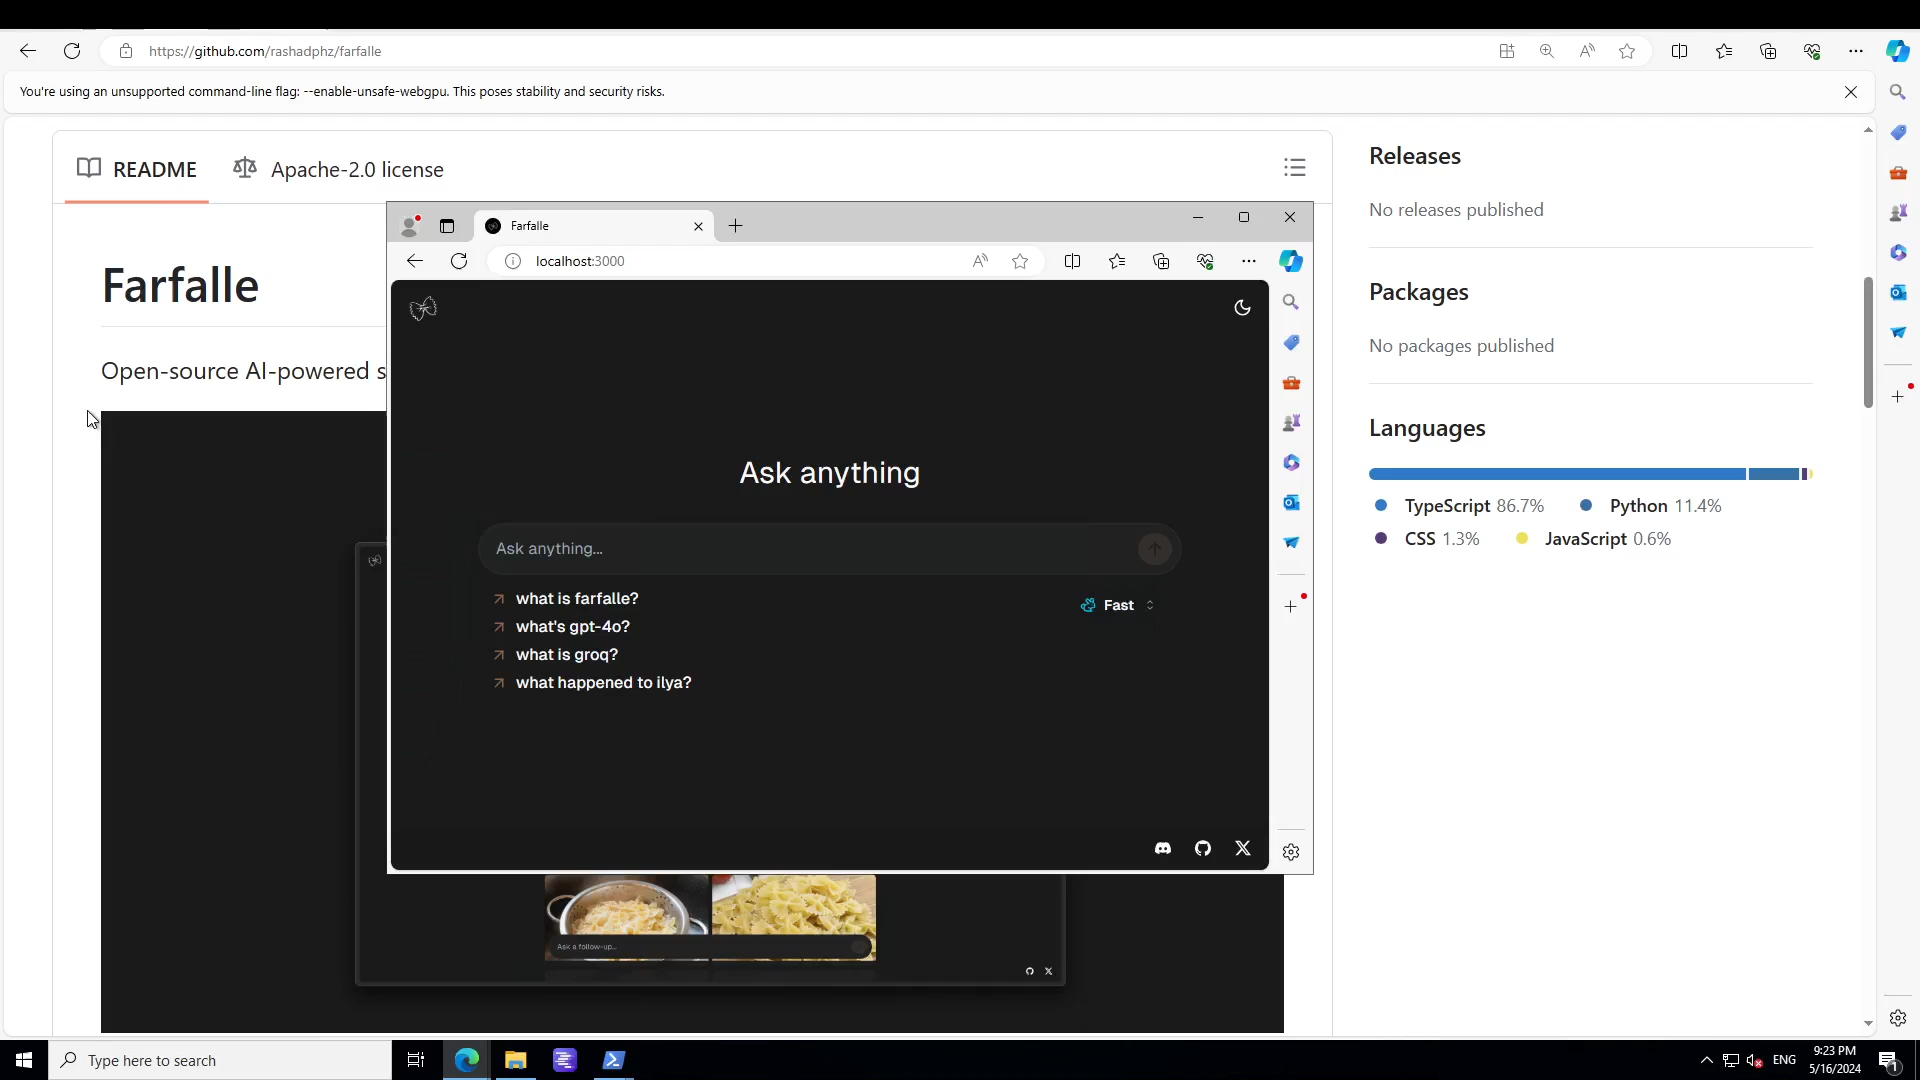 https://github.com/rashadphz/farfalle
You're using an unsupported command-line flag: --enable-unsafe-webgpu. This poses stability and security risks.
README
Apache-2.0 license
Farfalle
Open-source AI-powered s
Farfalle
localhost:3000
Ask anything
Ask anything...
what is farfalle?
Fast
what's gpt-4o?
what is groq?
what happened to ilya?
Ask a follow-up...
Releases
No releases published
Packages
No packages published
Languages
TypeScript 86.7% Python 11.4%
CSS 1.3% JavaScript 0.6%
Type here to search
ENG
9:23 PM
5/16/2024
1